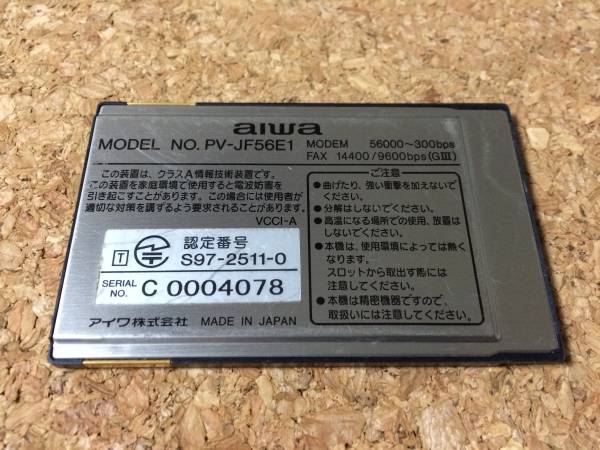 aiwa
MODEL NO. PV-JF56E1
MODEM 56000～300bps
FAX 14400/9600bps(GⅢ)
この装置は、クラスA情報技術装置です。
この装置を家庭環境で使用すると電波妨害を
引き起こすことがあります。この場合には使用者が
適切な対策を講ずるよう要求されることがあります。
VCCI-A
T
認定番号
S97-2511-0
SERIAL NO. C 0004078
アイワ株式会社 MADE IN JAPAN
ご注意
●曲げたり、強い衝撃を加えないで
ください。
●分解はしないでください。
●高温になる場所での使用、放置は
しないでください。
●本機は、使用環境によっては熱く
なります。
スロットから取出す際には
注意してください。
●本機は精密機器ですので、
取扱いには注意してください。